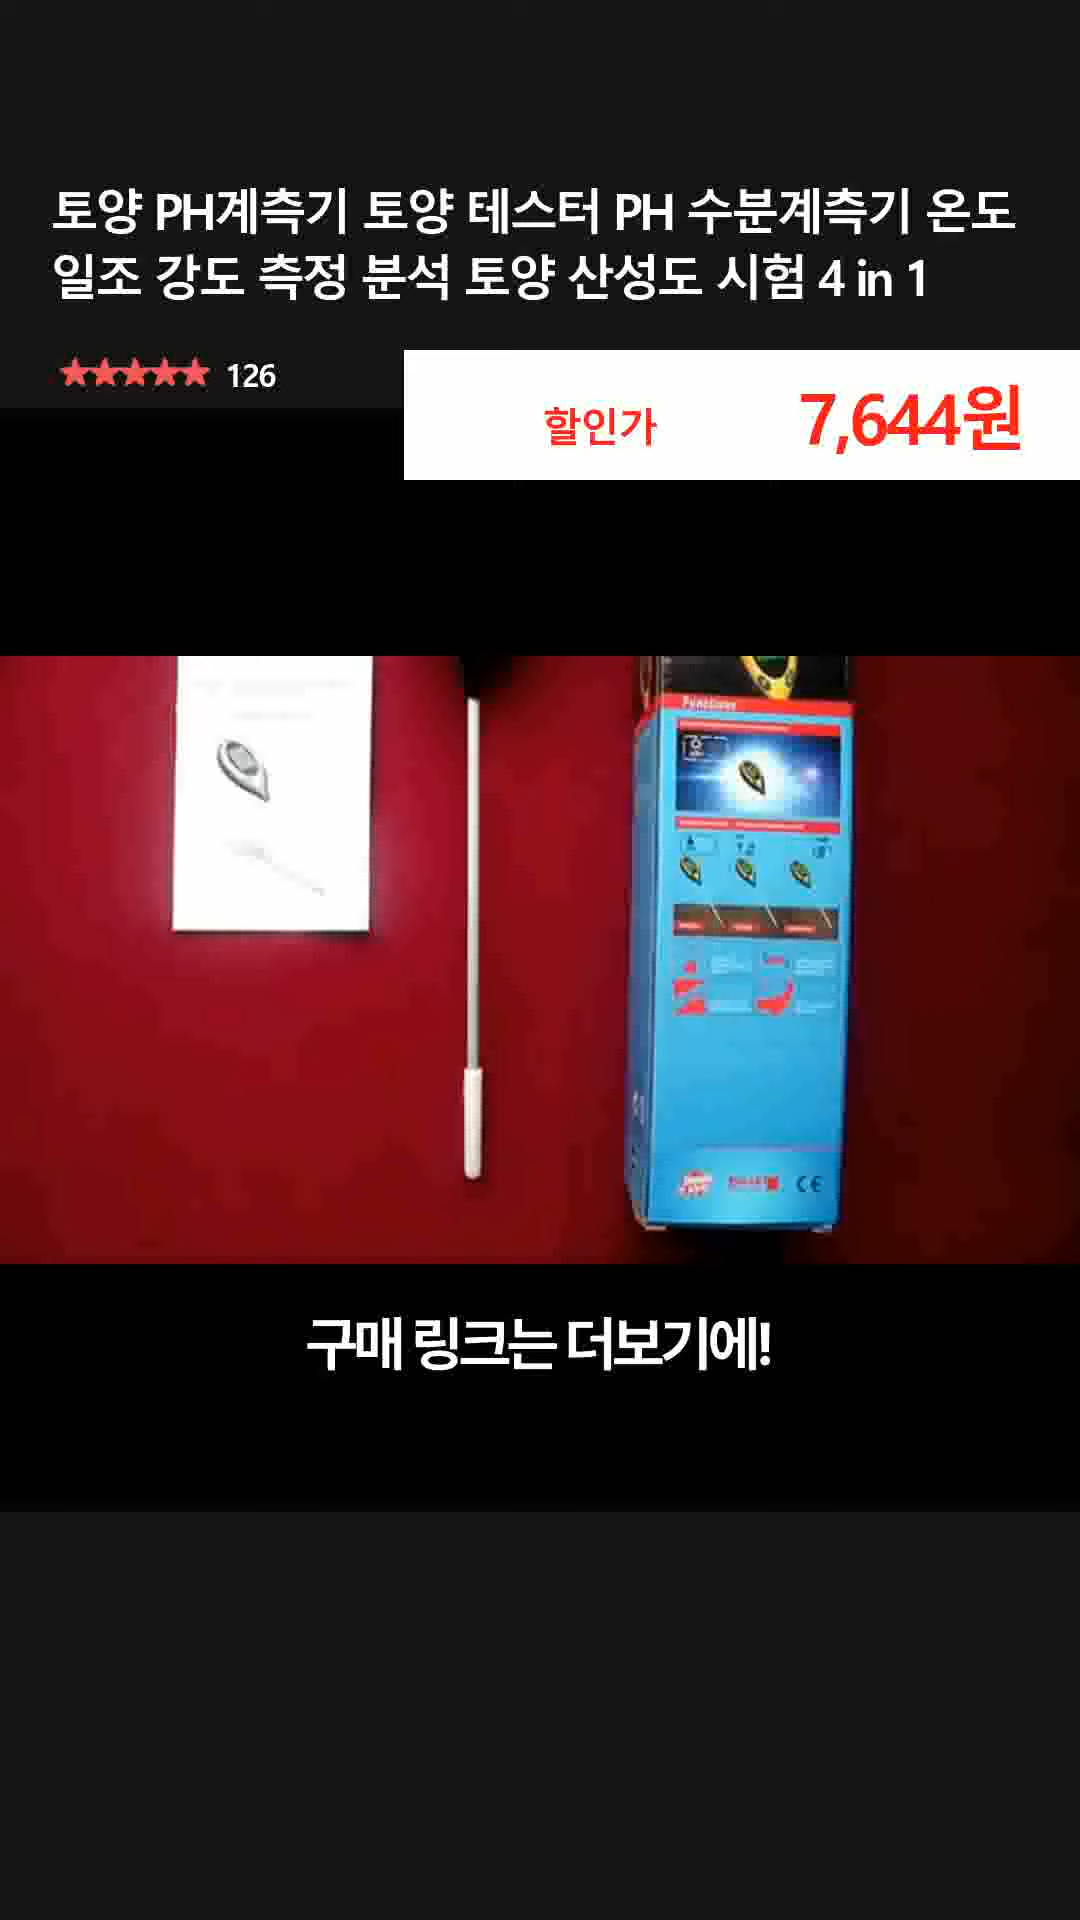 토양 PH계측기 토양 테스터 PH 수분계측기 온도
일조 강도 측정 분석 토양 산성도 시험 4 in 1
126
할인가 7,644원
Functions
CE
구매 링크는 더보기에!